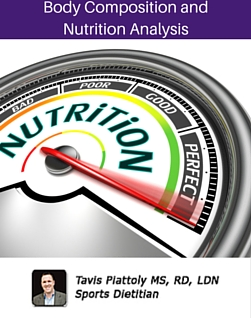 Body Composition and
Nutrition Analysis
BAD
POOR
GOOD
PERFECT
NUTRITION
Tavis Piattoly MS, RD, LDN
Sports Dietitian